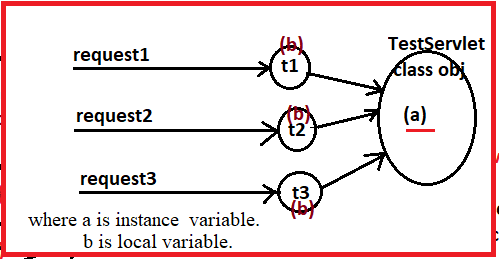 request1
(b)
t1
TestServlet
class obj
request2
(b)
t2
(a)
request3
t3
(b)
where a is instance variable.
b is local variable.